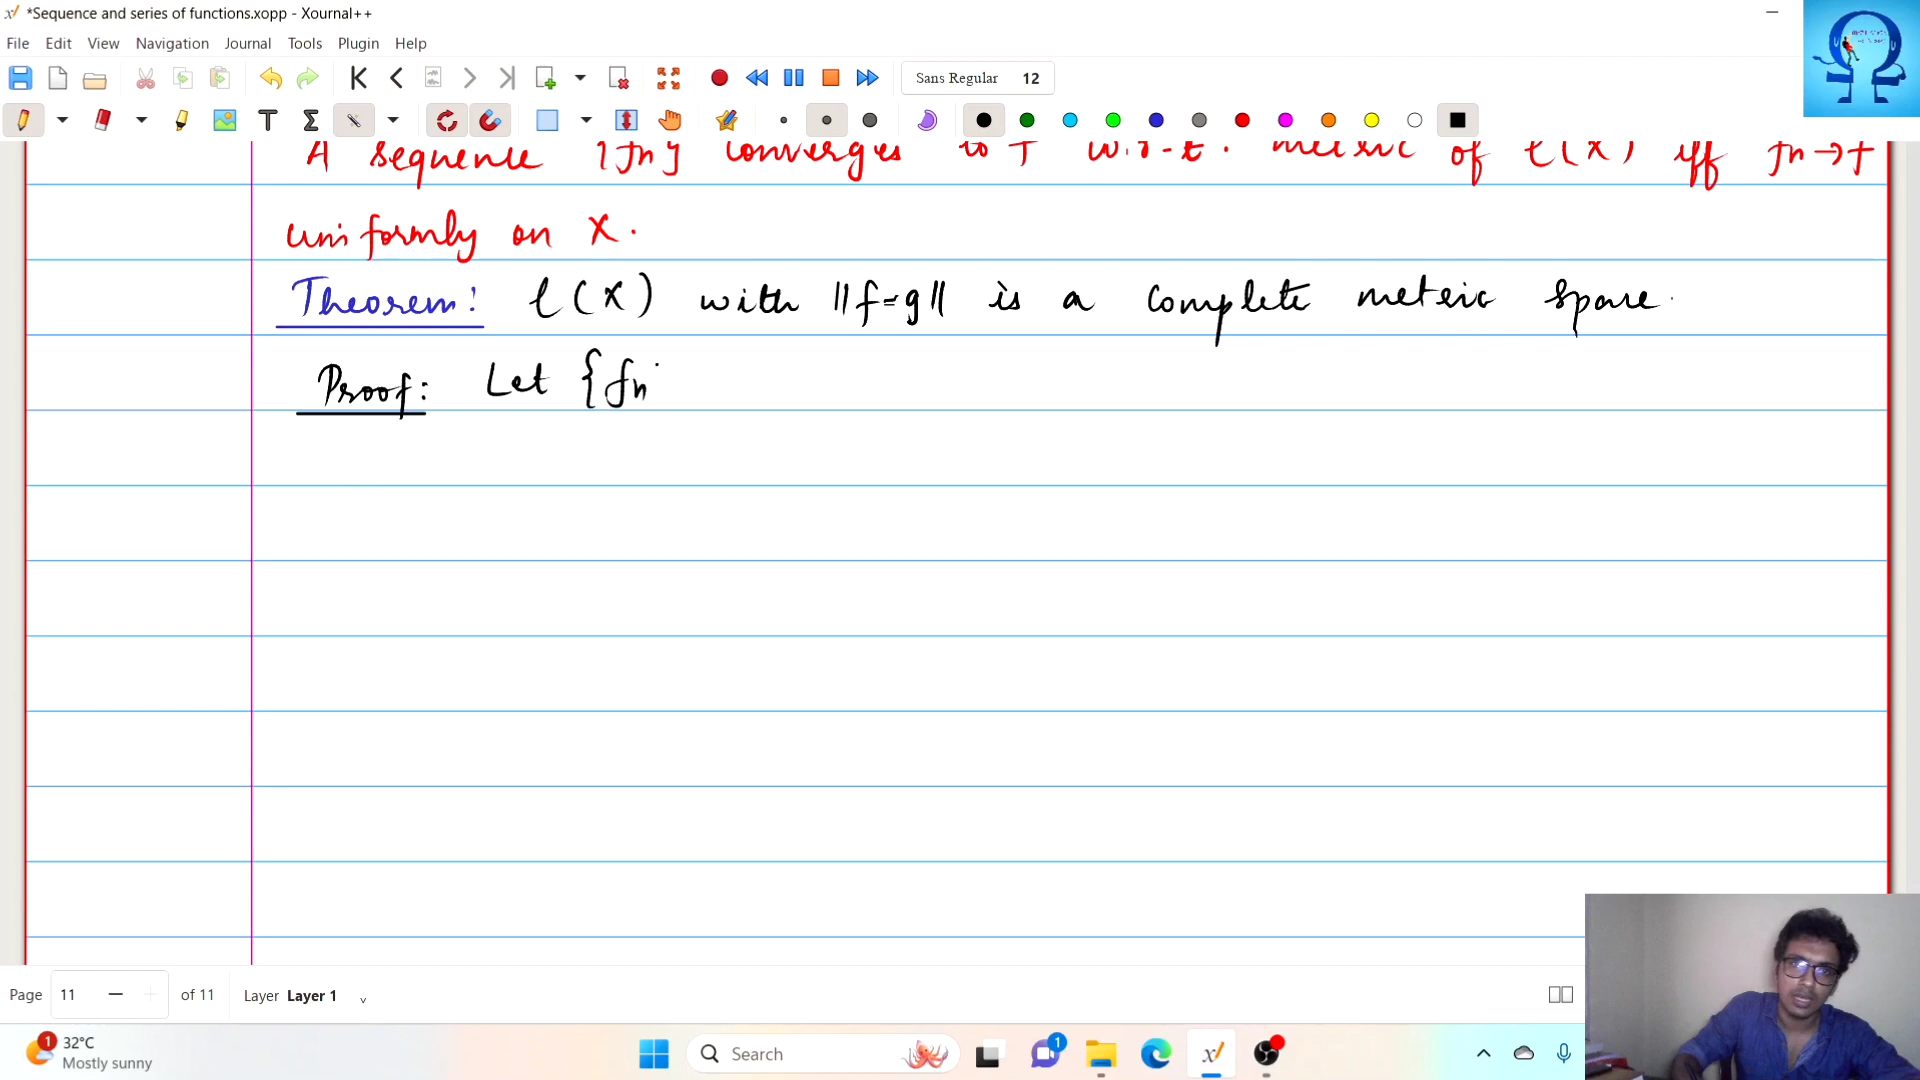 *Sequence and series of functions.xopp - Xournal++
File Edit View Navigation Journal Tools Plugin Help
Sans Regular 12
A sequence {fn} converges to f w.r.t. metric of ℓ(X) iff fn→f
uniformly on X.
Theorem: ℓ(X) with ||f-g|| is a complete metric space.
Proof: Let {fn
Page 11 of 11 Layer Layer 1
1 32°C
Mostly sunny
Search
1